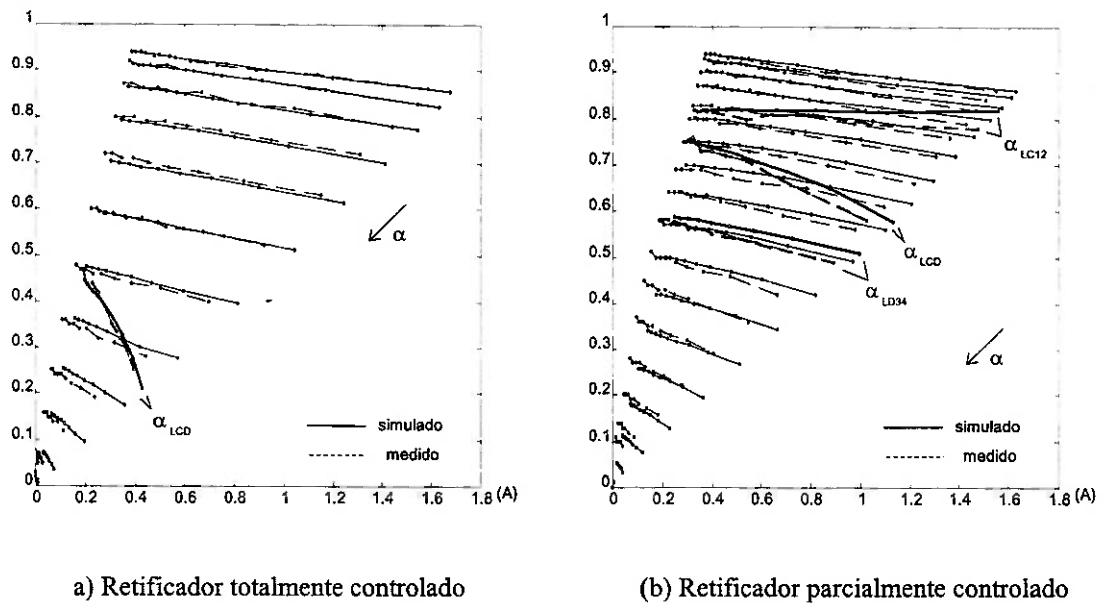 1
0.9
0.8
0.7
0.6
0.5
0.4
0.3
0.2
0.1
0
0 0.2 0.4 0.6 0.8 1 1.2 1.4 1.6 1.8 (A)
α
α LCD
simulado
medido
a) Retificador totalmente controlado
1
0.9
0.8
0.7
0.6
0.5
0.4
0.3
0.2
0.1
0
0 0.2 0.4 0.6 0.8 1 1.2 1.4 1.6 1.8 (A)
α LC12
α LCD
α LD34
α
simulado
medido
(b) Retificador parcialmente controlado